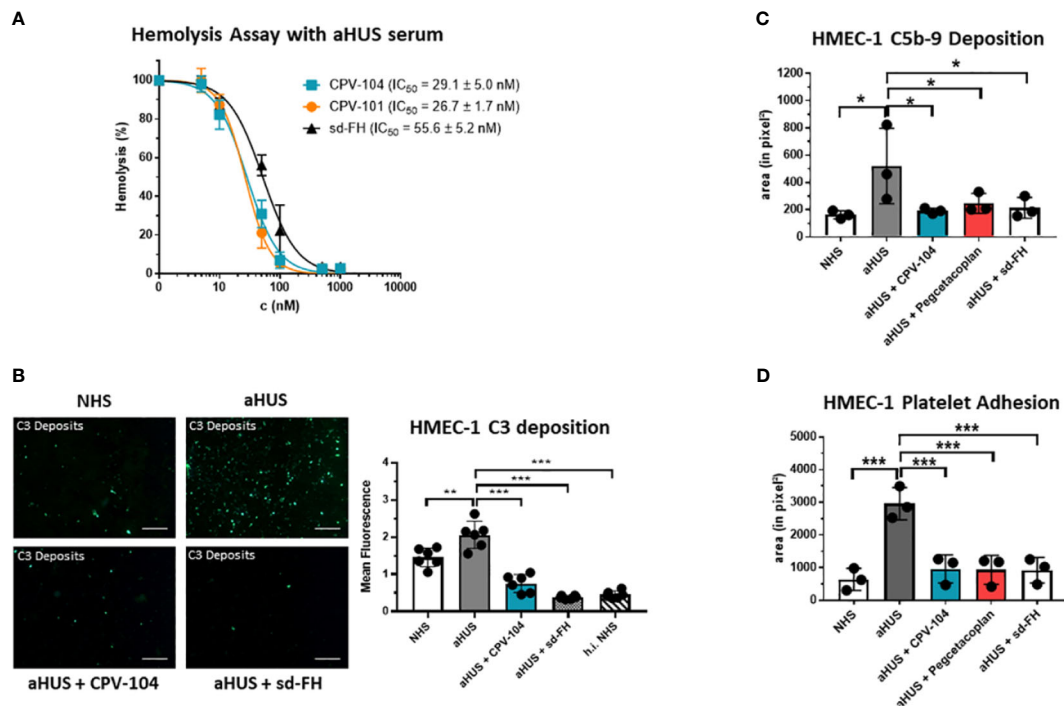 A
Hemolysis Assay with aHUS serum
Hemolysis (%)
100
80
60
40
20
0
0
10
100
1000
10000
c (nM)
CPV-104 (IC50 = 29.1 ± 5.0 nM)
CPV-101 (IC50 = 26.7 ± 1.7 nM)
sd-FH (IC50 = 55.6 ± 5.2 nM)
C
HMEC-1 C5b-9 Deposition
area (in pixel²)
1200
1000
800
600
400
200
0
*
*
*
*
NHS
aHUS
aHUS + CPV-104
aHUS + Pegcetacoplan
aHUS + sd-FH
B
NHS
aHUS
C3 Deposits
C3 Deposits
C3 Deposits
C3 Deposits
aHUS + CPV-104
aHUS + sd-FH
HMEC-1 C3 deposition
Mean Fluorescence
4
3
2
1
0
***
***
**
***
NHS
aHUS
aHUS + CPV-104
aHUS + sd-FH
h.i. NHS
D
HMEC-1 Platelet Adhesion
area (in pixel²)
5000
4000
3000
2000
1000
0
***
***
***
***
NHS
aHUS
aHUS + CPV-104
aHUS + Pegcetacoplan
aHUS + sd-FH